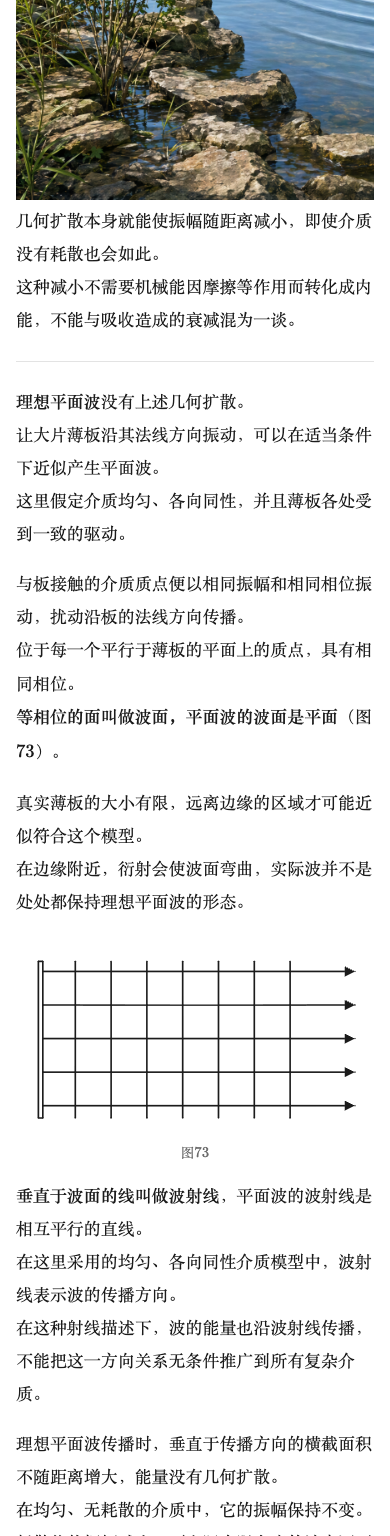 几何扩散本身就能使振幅随距离减小，即使介质
没有耗散也会如此。
这种减小不需要机械能因摩擦等作用而转化成内
能，不能与吸收造成的衰减混为一谈。
理想平面波没有上述几何扩散。
让大片薄板沿其法线方向振动，可以在适当条件
下近似产生平面波。
这里假定介质均匀、各向同性，并且薄板各处受
到一致的驱动。
与板接触的介质质点便以相同振幅和相同相位振
动，扰动沿板的法线方向传播。
位于每一个平行于薄板的平面上的质点，具有相
同相位。
等相位的面叫做波面，平面波的波面是平面（图
73）。
真实薄板的大小有限，远离边缘的区域才可能近
似符合这个模型。
在边缘附近，衍射会使波面弯曲，实际波并不是
处处都保持理想平面波的形态。
图73
垂直于波面的线叫做波射线，平面波的波射线是
相互平行的直线。
在这里采用的均匀、各向同性介质模型中，波射
线表示波的传播方向。
在这种射线描述下，波的能量也沿波射线传播，
不能把这一方向关系无条件推广到所有复杂介
质。
理想平面波传播时，垂直于传播方向的横截面积
不随距离增大，能量没有几何扩散。
在均匀、无耗散的介质中，它的振幅保持不变。